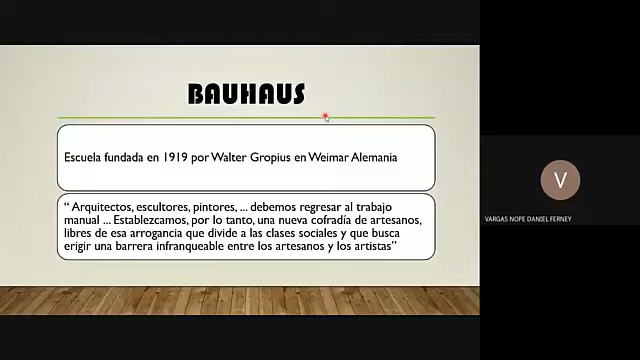 BAUHAUS
Escuela fundada en 1919 por Walter Gropius en Weimar Alemania
“ Arquitectos, escultores, pintores, ... debemos regresar al trabajo
manual ... Establezcamos, por lo tanto, una nueva cofradía de artesanos,
libres de esa arrogancia que divide a las clases sociales y que busca
erigir una barrera infranqueable entre los artesanos y los artistas”
V
VARGAS NOPE DANIEL FERNEY